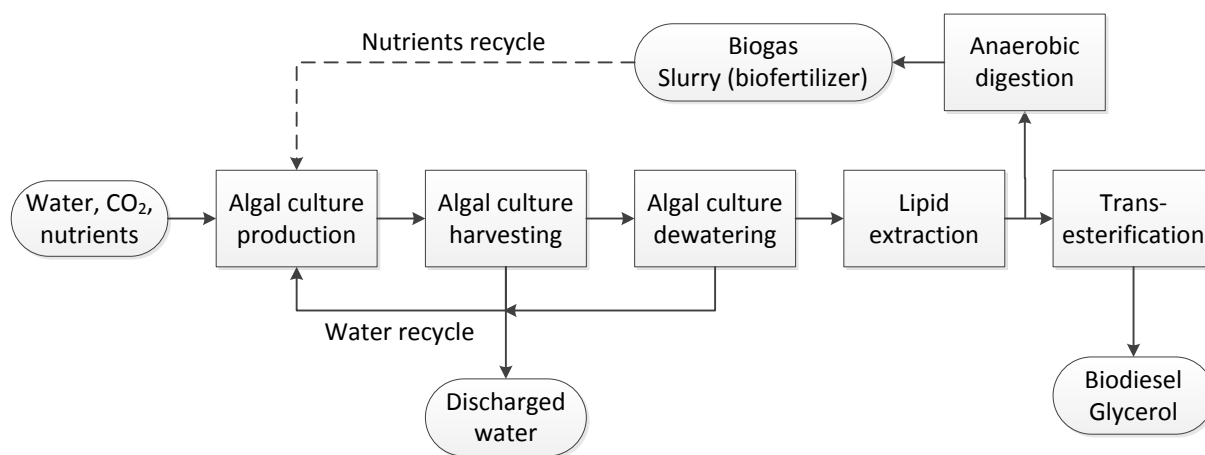 Nutrients recycle
Biogas
Slurry (biofertilizer)
Anaerobic
digestion
Water, CO₂,
nutrients
Algal culture
production
Algal culture
harvesting
Algal culture
dewatering
Lipid
extraction
Trans-
esterification
Water recycle
Discharged
water
Biodiesel
Glycerol